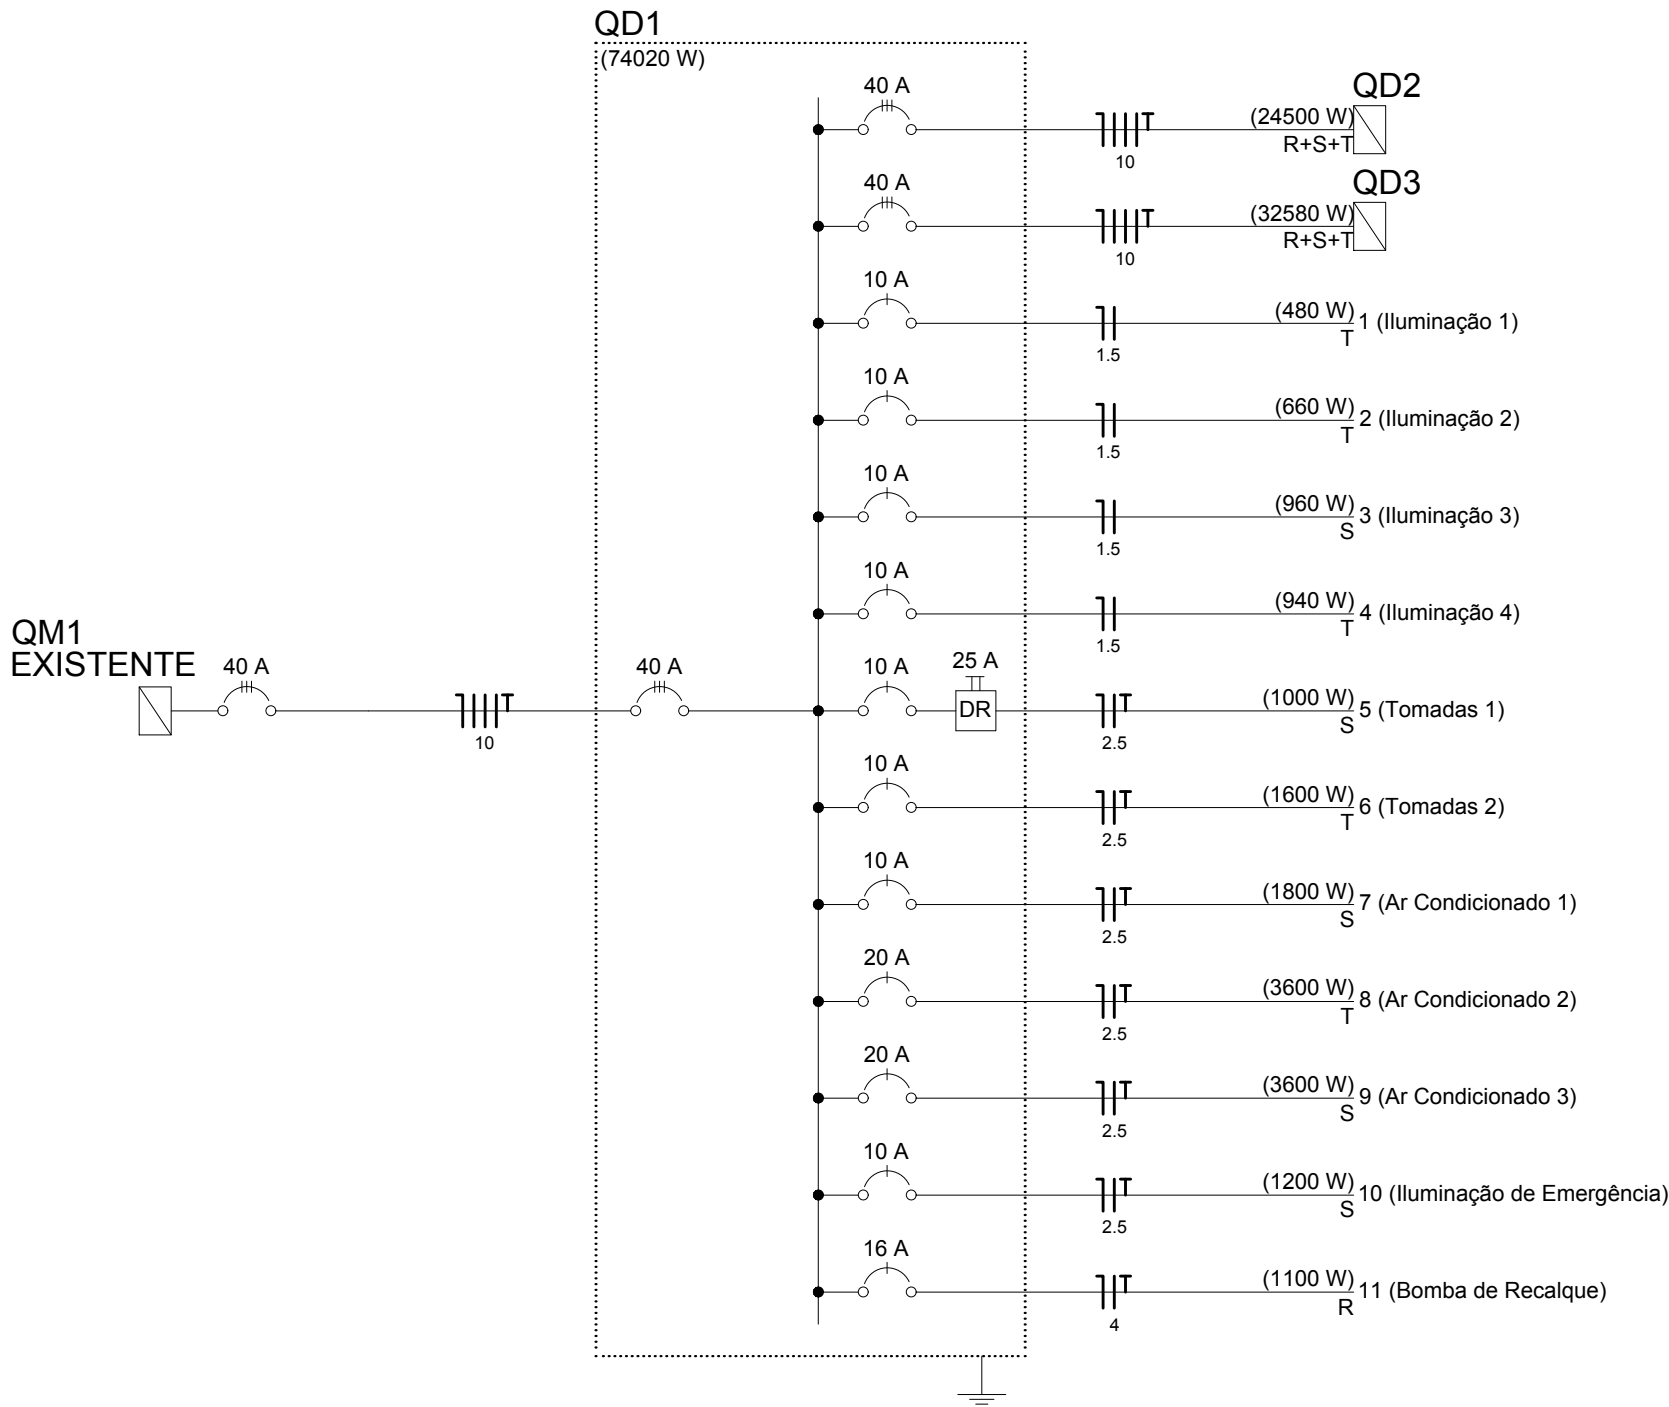 QD1
(74020 W)
40 A
QD2
(24500 W)
R+S+T
10
40 A
QD3
(32580 W)
R+S+T
10
10 A
(480 W)
1 (Iluminação 1)
T
1.5
10 A
(660 W)
2 (Iluminação 2)
T
1.5
10 A
(960 W)
3 (Iluminação 3)
S
1.5
10 A
(940 W)
4 (Iluminação 4)
T
1.5
QM1
EXISTENTE
40 A
10
40 A
10 A
25 A
DR
(1000 W)
5 (Tomadas 1)
S
2.5
10 A
(1600 W)
6 (Tomadas 2)
T
2.5
10 A
(1800 W)
7 (Ar Condicionado 1)
S
2.5
20 A
(3600 W)
8 (Ar Condicionado 2)
T
2.5
20 A
(3600 W)
9 (Ar Condicionado 3)
S
2.5
10 A
(1200 W)
10 (Iluminação de Emergência)
S
2.5
16 A
(1100 W)
11 (Bomba de Recalque)
R
4